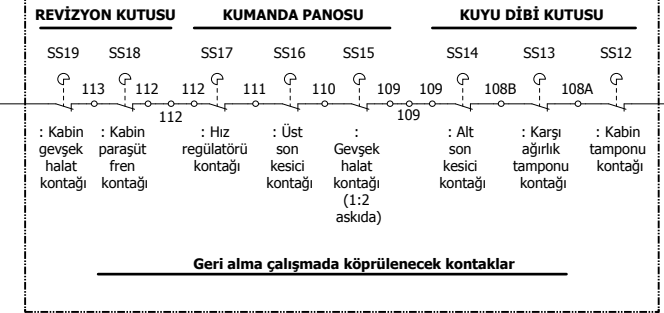 REVİZYON KUTUSU KUMANDA PANOSU KUYU DİBİ KUTUSU
SS19 SS18 SS17 SS16 SS15 SS14 SS13 SS12
113 112 112 111 110 109 109 108B 108A
112 109
: Kabin : Kabin : Hız : Üst : : Alt : Karşı : Kabin
gevşek paraşüt regülatörü son Gevşek son ağırlık tamponu
halat fren kontağı kesici halat kesici tamponu kontağı
kontağı kontağı kontağı kontağı kontağı kontağı
(1:2
askıda)
Geri alma çalışmada köprülenecek kontaklar